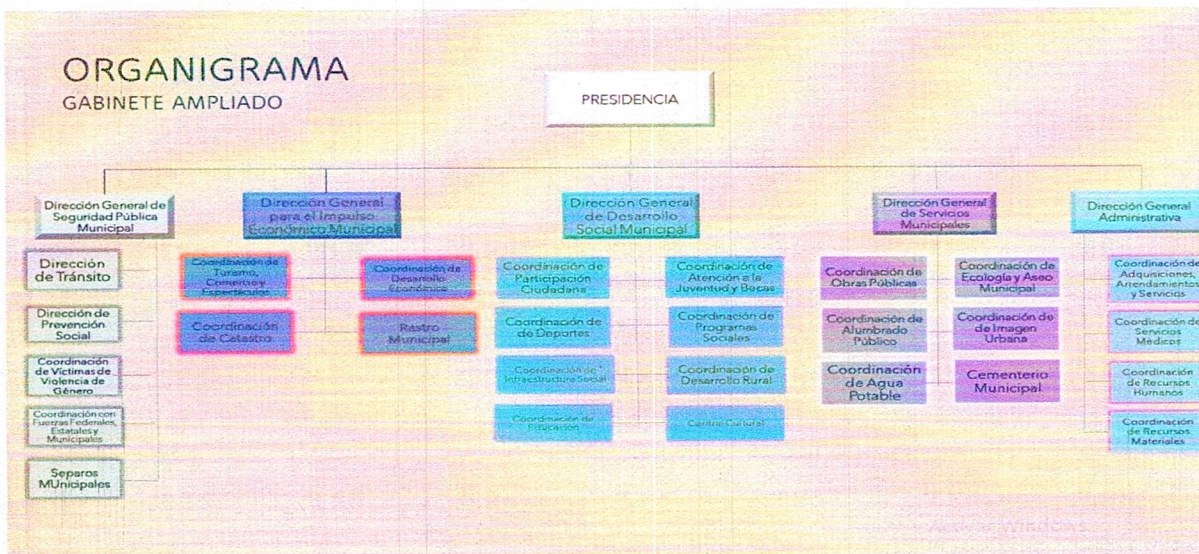 ORGANIGRAMA
GABINETE AMPLIADO
PRESIDENCIA
Dirección General de
Seguridad Pública
Municipal
Dirección
de Tránsito
Dirección de
Prevención
Social
Coordinación
de Víctimas de
Violencia de
Género
Coordinación con
Fuerzas Federales,
Estatales y
Municipales
Separos
MUnicipales
Dirección General
para el Impulso
Económico Municipal
Coordinación de
Turismo,
Comercio y
Espectáculos
Coordinación de
Desarrollo
Económico
Coordinación
de Catastro
Rastro
Municipal
Dirección General
de Desarrollo
Social Municipal
Coordinación de
Participación
Ciudadana
Coordinación de
Atención a la
Juventud y Becas
Coordinación de
de Deportes
Coordinación de
Programas
Sociales
Coordinación de
Infraestructura Social
Coordinación de
Desarrollo Rural
Coordinación de
Educación
Central Cultural
Dirección General
de Servicios
Municipales
Coordinación de
Obras Públicas
Coordinación de
Ecología y Aseo
Municipal
Coordinación de
Alumbrado
Público
Coordinación de
de Imagen
Urbana
Coordinación
de Agua
Potable
Cementerio
Municipal
Dirección General
Administrativa
Coordinación de
Adquisiciones,
Arrendamientos
y Servicios
Coordinación de
Servicios
Médicos
Coordinación
de Recursos
Humanos
Coordinación
de Recursos
Materiales
Windows